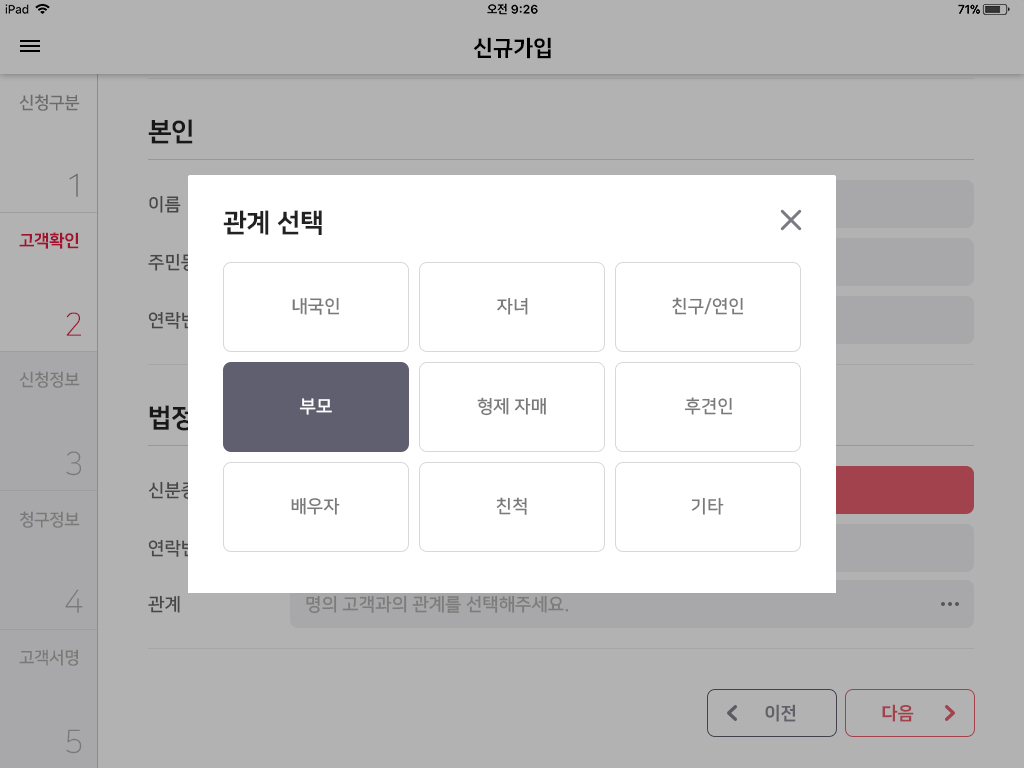 iPad 오전 9:26 71%
신규가입
신청구분
1
고객확인
2
신청정보
3
청구정보
4
고객서명
5
본인
이름
주민
연락
법정
신분
연락
관계
명의 고객과의 관계를 선택해주세요.
이전
다음
관계 선택
내국인
자녀
친구/연인
부모
형제 자매
후견인
배우자
친척
기타